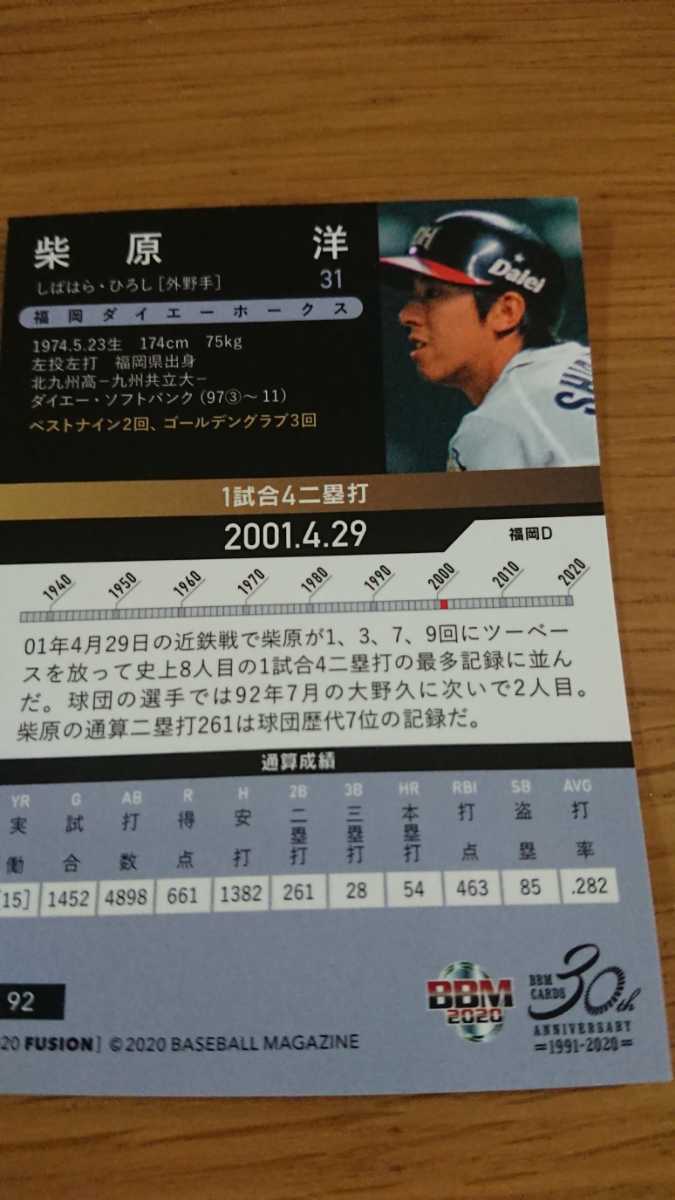 柴原 洋
しばはら・ひろし［外野手］ 31
福岡ダイエーホークス
1974.5.23生 174cm 75kg
左投左打 福岡県出身
北九州高－九州共立大－
ダイエー・ソフトバンク（97③～11）
ベストナイン2回、ゴールデングラブ3回
Daiei
1試合4二塁打
2001.4.29
福岡D
1940 1950 1960 1970 1980 1990 2000 2010 2020
01年4月29日の近鉄戦で柴原が1、3、7、9回にツーベー
スを放って史上8人目の1試合4二塁打の最多記録に並ん
だ。球団の選手では92年7月の大野久に次いで2人目。
柴原の通算二塁打261は球団歴代7位の記録だ。
通算成績
YR G AB R H 2B 3B HR RBI SB AVG
実働 試合 打数 得点 安打 二塁打 三塁打 本塁打 打点 盗塁 打率
15] 1452 4898 661 1382 261 28 54 463 85 .282
92
BBM
2020
BBM
CARDS
30th
ANNIVERSARY
=1991-2020=
20 FUSION] ©2020 BASEBALL MAGAZINE